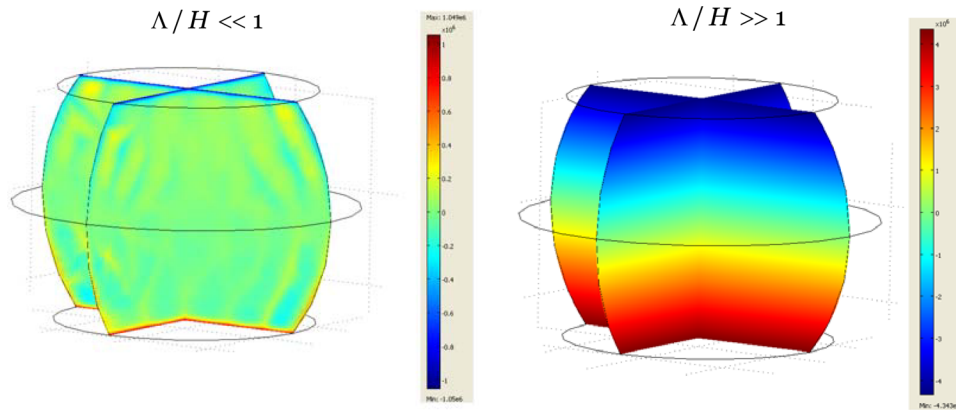 Λ/H << 1
Λ/H >> 1
Max: 1.049e6
x10⁶
1
0.8
0.6
0.4
0.2
0
-0.2
-0.4
-0.6
-0.8
-1
Min: -1.05e6
x10⁶
4
3
2
1
0
-1
-2
-3
-4
Min: -4.343e